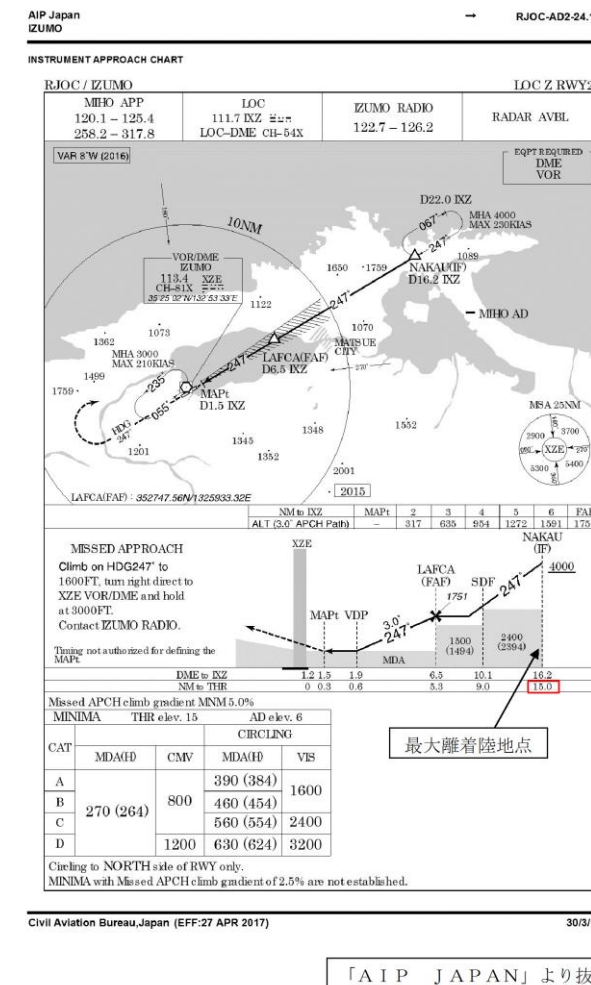 AIP Japan
IZUMO
→ RJOC-AD2-24.
INSTRUMENT APPROACH CHART
RJOC / IZUMO
LOC Z RWY2
MIHO APP
120.1 – 125.4
258.2 – 317.8
LOC
111.7 IXZ
LOC–DME CH–54X
IZUMO RADIO
122.7 – 126.2
RADAR AVBL
VAR 8°W (2016)
EQPT REQUIRED
DME
VOR
10NM
D22.0 IXZ
067°
247°
MHA 4000
MAX 230KIAS
VOR/DME
IZUMO
113.4 XZE
CH–81X
35 25 02 N/132 53 33 E
1650
1759
NAKAU(IF)
D16.2 IXZ
1089
247°
1122
MIHO AD
1362
1073
1070
MATSUE
CITY
MHA 3000
MAX 210KIAS
LAFCA(FAF)
D6.5 IXZ
270°
1499
1759
235°
247°
MAPt
D1.5 IXZ
055°
HDG
247°
MSA 25NM
2900
3700
XZE
5300
5400
1201
1345
1348
1352
1552
2001
2015
LAFCA(FAF) : 352747.56N/1325933.32E
NM to IXZ MAPt 2 3 4 5 6 FAF
ALT (3.0° APCH Path) – 317 635 954 1272 1591 175
MISSED APPROACH
Climb on HDG247° to
1600FT, turn right direct to
XZE VOR/DME and hold
at 3000FT.
Contact IZUMO RADIO.
Timing not authorized for defining the
MAPt.
XZE
NAKAU
(IF)
4000
LAFCA
(FAF)
SDF
247°
1751
MAPt VDP
3.0°
247°
1500
(1494)
2400
(2394)
MDA
DME to IXZ 1.2 1.5 1.9 6.5 10.1 16.2
NM to THR 0 0.3 0.6 5.3 9.0 15.0
Missed APCH climb gradient MNM 5.0%
MINIMA THR elev. 15 AD elev. 6
CAT
CIRCLING
MDA(H) CMV MDA(H) VIS
A 270 (264) 800 390 (384) 1600
B 460 (454)
C 560 (554) 2400
D 1200 630 (624) 3200
Circling to NORTH side of RWY only.
MINIMA with Missed APCH climb gradient of 2.5% are not established.
最大離着陸地点
Civil Aviation Bureau,Japan (EFF:27 APR 2017)
30/3/
「AIP JAPAN」より抜